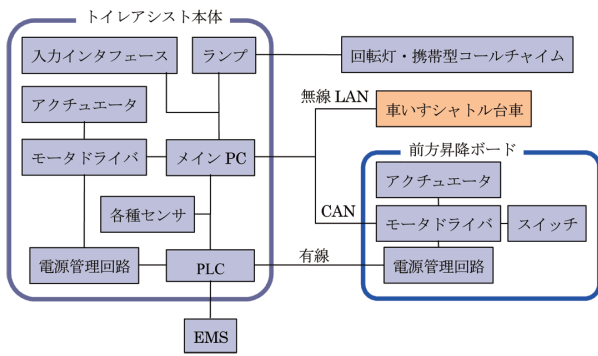 トイレアシスト本体
入力インタフェース
ランプ
回転灯・携帯型コールチャイム
アクチュエータ
無線 LAN
車いすシャトル台車
モータドライバ
メイン PC
前方昇降ボード
アクチュエータ
各種センサ
CAN
モータドライバ
スイッチ
電源管理回路
PLC
有線
電源管理回路
EMS